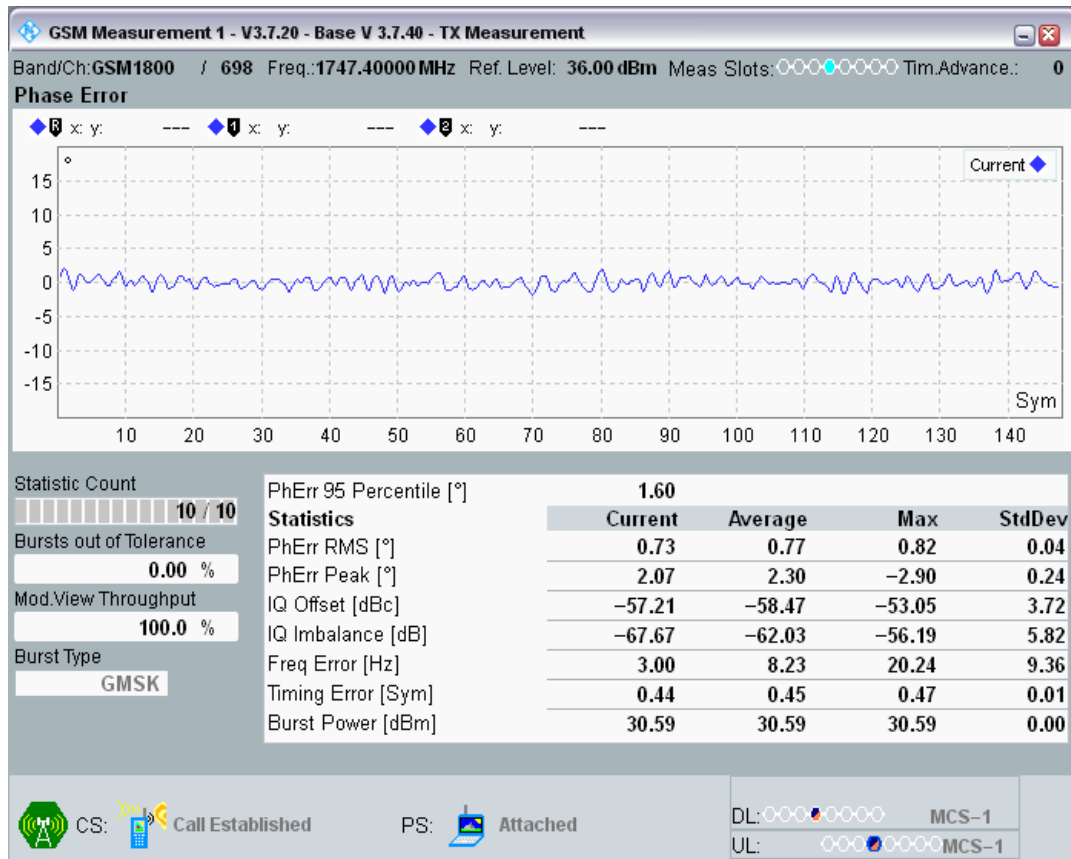 GSM Measurement 1 - V3.7.20 - Base V 3.7.40 - TX Measurement
Band/Ch:GSM1800 / 698 Freq.:1747.40000 MHz Ref. Level: 36.00 dBm Meas Slots: Tim.Advance.: 0
Phase Error
R x: y: --- 1 x: y: --- 2 x: y: ---
° Current
15
10
5
0
-5
-10
-15
Sym
10 20 30 40 50 60 70 80 90 100 110 120 130 140
Statistic Count
10 / 10
Bursts out of Tolerance
0.00 %
Mod.View Throughput
100.0 %
Burst Type
GMSK
PhErr 95 Percentile [°] 1.60
Statistics Current Average Max StdDev
PhErr RMS [°] 0.73 0.77 0.82 0.04
PhErr Peak [°] 2.07 2.30 −2.90 0.24
IQ Offset [dBc] −57.21 −58.47 −53.05 3.72
IQ Imbalance [dB] −67.67 −62.03 −56.19 5.82
Freq Error [Hz] 3.00 8.23 20.24 9.36
Timing Error [Sym] 0.44 0.45 0.47 0.01
Burst Power [dBm] 30.59 30.59 30.59 0.00
CS: Call Established PS: Attached
DL: MCS−1
UL: MCS−1